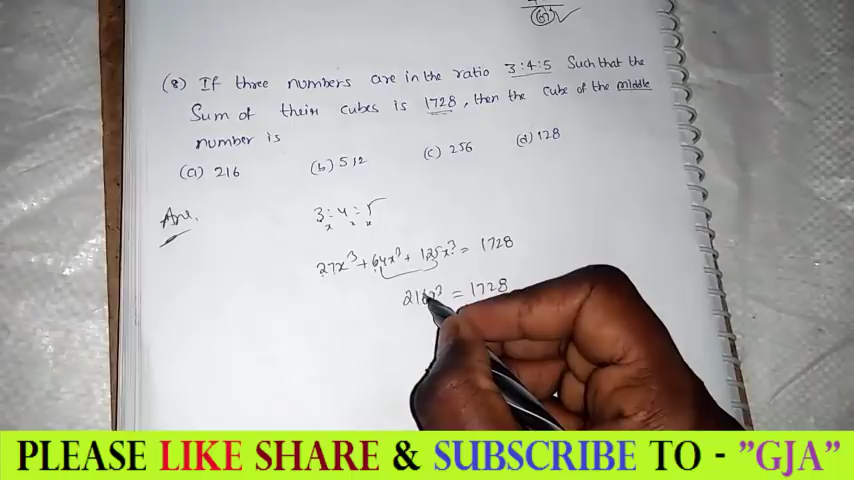 (8) If three numbers are in the ratio 3:4:5 Such that the
Sum of their cubes is 1728, then the cube of the middle
number is
(a) 216 (b) 512 (c) 256 (d) 128
Ans.
3 : 4 : 5
x x x
27x³ + 64x³ + 125x³ = 1728
216x³ = 1728
PLEASE LIKE SHARE & SUBSCRIBE TO - "GJA"